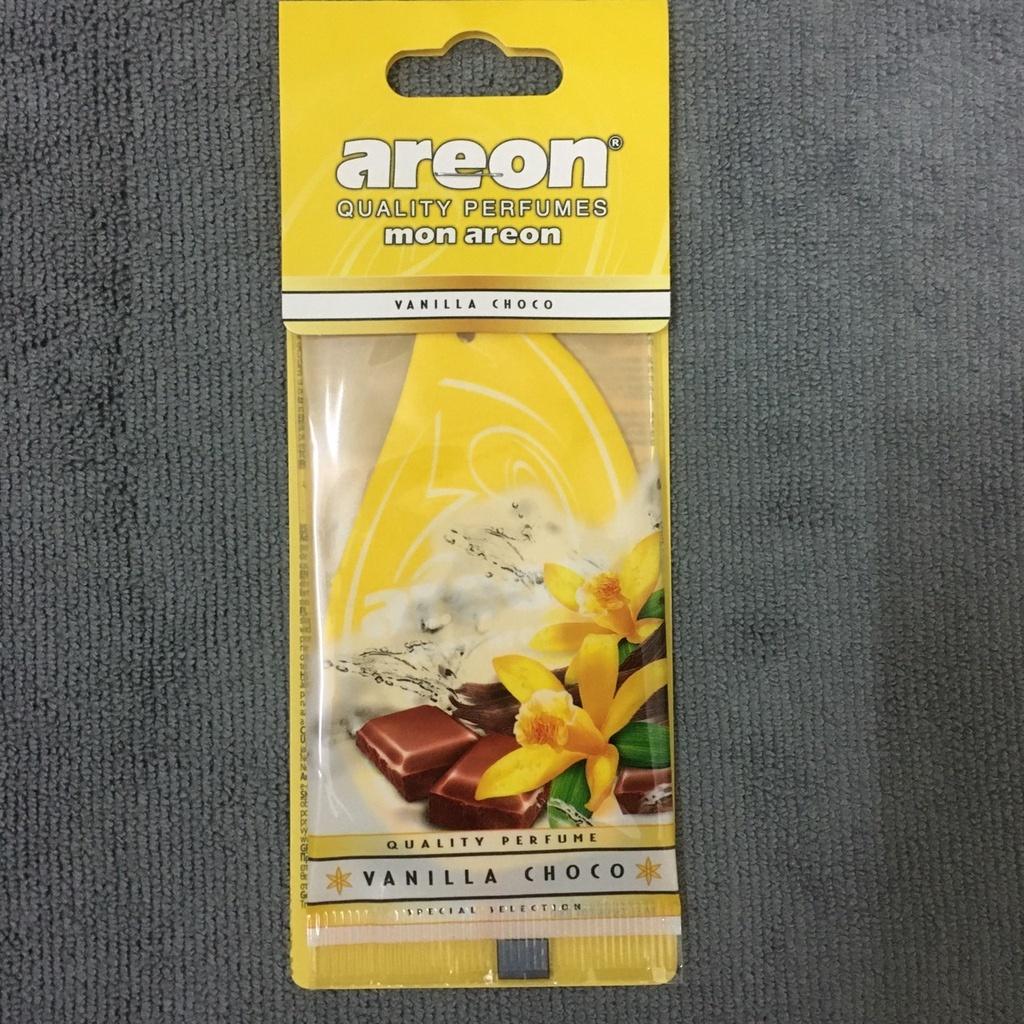 areon®
QUALITY PERFUMES
mon areon
VANILLA CHOCO
QUALITY PERFUME
VANILLA CHOCO
SPECIAL SELECTION